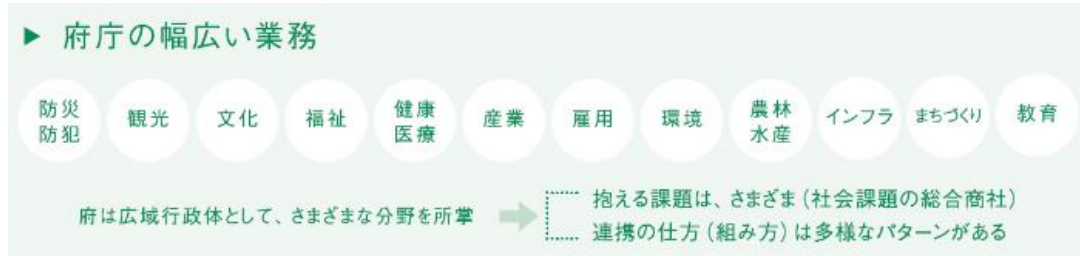 ▶ 府庁の幅広い業務
防災
防犯
観光
文化
福祉
健康
医療
産業
雇用
環境
農林
水産
インフラ
まちづくり
教育
府は広域行政体として、さまざまな分野を所掌
抱える課題は、さまざま（社会課題の総合商社）
連携の仕方（組み方）は多様なパターンがある